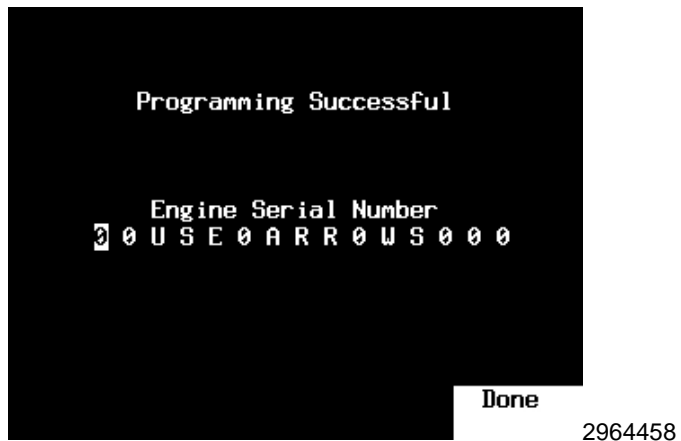 Programming Successful
Engine Serial Number
0 0 U S E 0 A R R 0 W S 0 0 0
Done
2964458